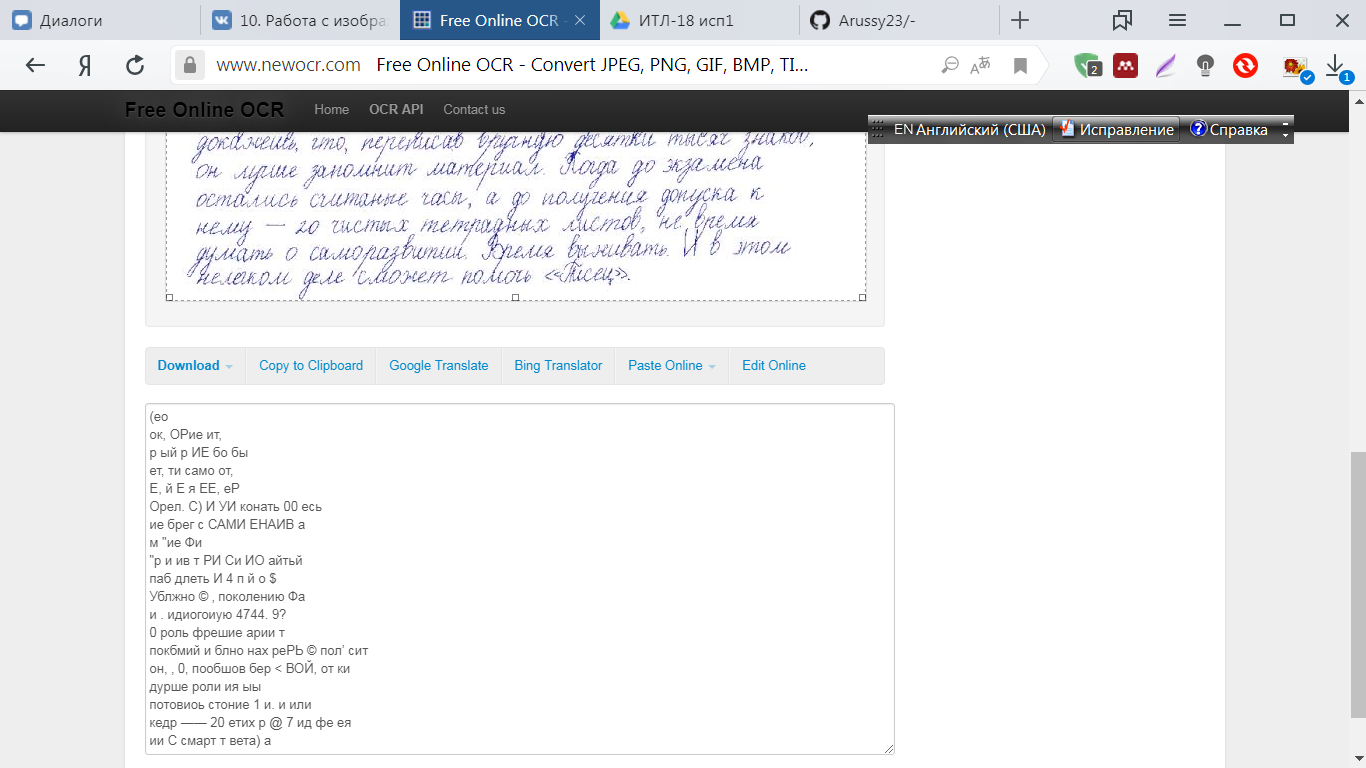 Диалоги
10. Работа с изобра
Free Online OCR -
ИТЛ-18 исп1
Arussy23/-
Я
www.newocr.com Free Online OCR - Convert JPEG, PNG, GIF, BMP, TI...
2
1
Free Online OCR Home OCR API Contact us
EN Английский (США) Исправление Справка
докажешь, что, переписав вручную десятки тысяч знаков,
он лучше запомнит материал. Когда до экзамена
остались считаные часы, а до получения допуска к
нему — 20 чистых тетрадных листов, не время
думать о саморазвитии. Время выживать. И в этом
нелегком деле сможет помочь <<Писец>>.
Download Copy to Clipboard Google Translate Bing Translator Paste Online Edit Online
(ео
ок, ОРие ит,
р ый р ИЕ бо бы
ет, ти само от,
Е, й Е я ЕЕ, еР
Орел. С) И УИ конать 00 есь
ие брег с САМИ ЕНАИВ а
м "ие Фи
"р и ив т РИ Си ИО айтьй
паб длеть И 4 п й о $
Ублжно © , поколению Фа
и . идиогоиую 4744. 9?
0 роль фрешие арии т
покбмий и блно нах реРЬ © пол' сит
он, , 0, пообшов бер < ВОЙ, от ки
дурше роли ия ыы
потовиоь стоние 1 и. и или
кедр —— 20 етих р @ 7 ид фе ея
ии С смарт т вета) а